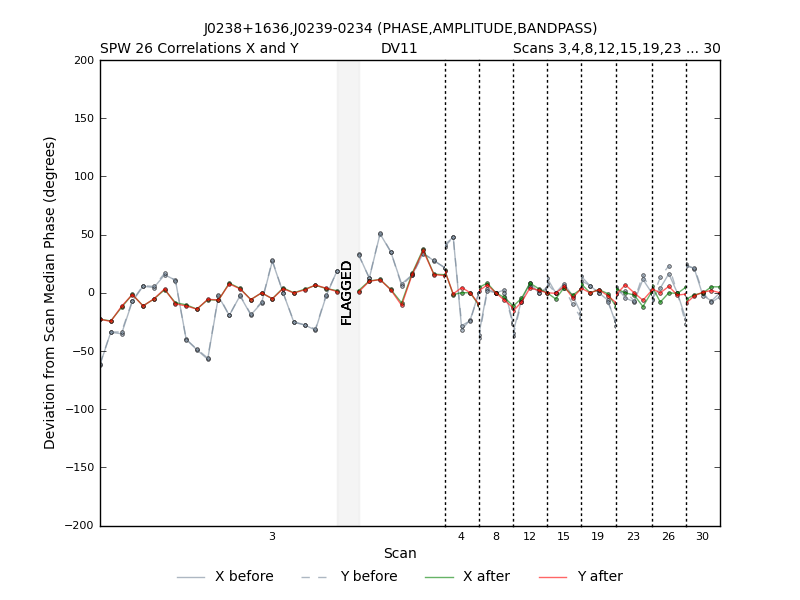 J0238+1636,J0239-0234 (PHASE,AMPLITUDE,BANDPASS)
SPW 26 Correlations X and Y DV11 Scans 3,4,8,12,15,19,23 ... 30
200
150
100
50
0
−50
−100
−150
−200
Deviation from Scan Median Phase (degrees)
FLAGGED
3 4 8 12 15 19 23 26 30
Scan
X before Y before X after Y after